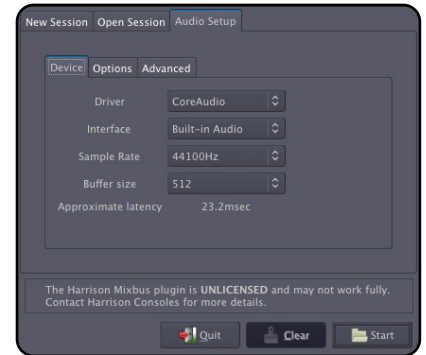 New Session Open Session Audio Setup
Device Options Advanced
Driver CoreAudio
Interface Built-in Audio
Sample Rate 44100Hz
Buffer size 512
Approximate latency 23.2msec
The Harrison Mixbus plugin is UNLICENSED and may not work fully.
Contact Harrison Consoles for more details.
Quit Clear Start